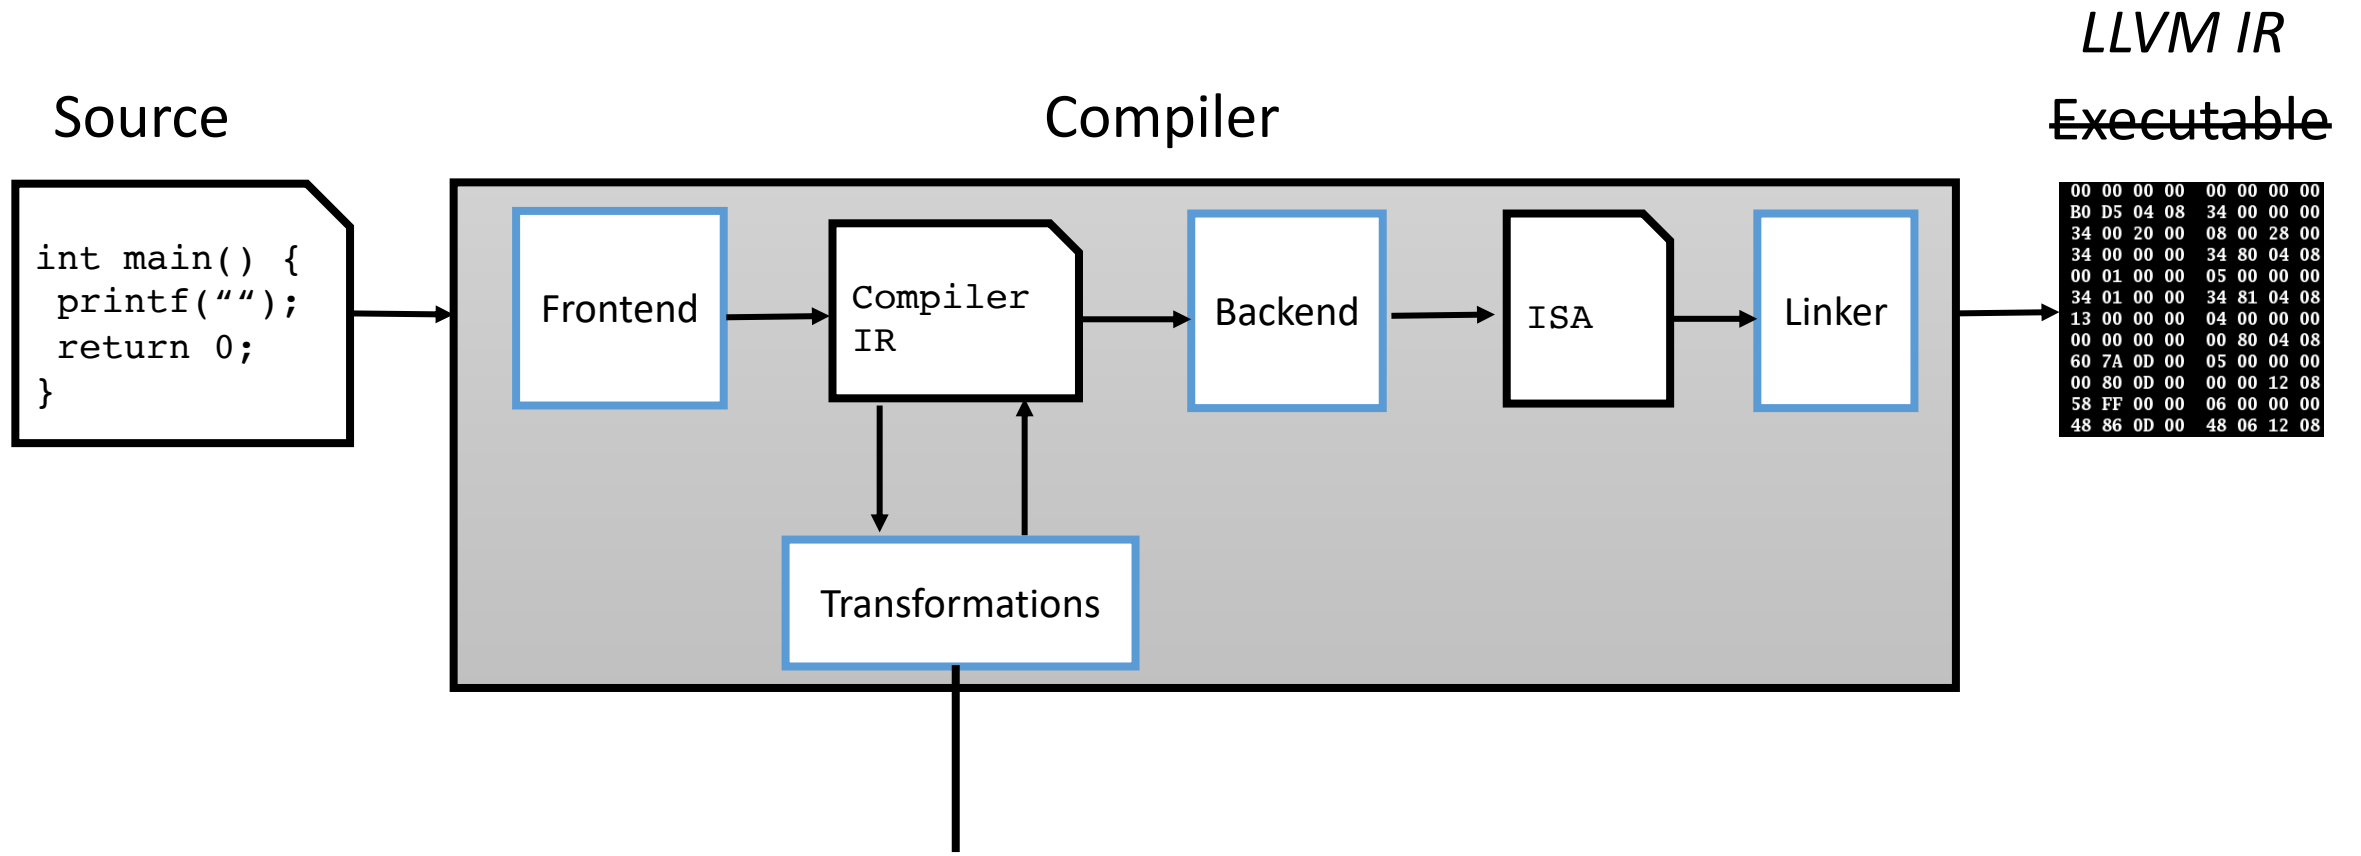 LLVM IR
Source
Compiler
Executable
int main() {
printf(““);
return 0;
}
Frontend
Compiler
IR
Backend
ISA
Linker
Transformations
00 00 00 00 00 00 00 00
B0 D5 04 08 34 00 00 00
34 00 20 00 08 00 28 00
34 00 00 00 34 80 04 08
00 01 00 00 05 00 00 00
34 01 00 00 34 81 04 08
13 00 00 00 04 00 00 00
00 00 00 00 00 80 04 08
60 7A 0D 00 05 00 00 00
00 80 0D 00 00 00 12 08
58 FF 00 00 06 00 00 00
48 86 0D 00 48 06 12 08